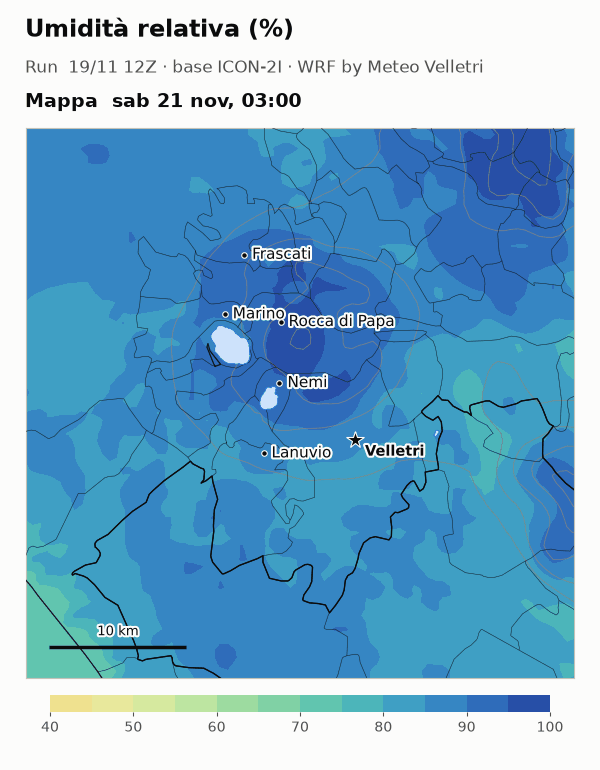 Umidità relativa (%)
Run  19/11 12Z · base ICON-2I · WRF by Meteo Velletri
Mappa  sab 21 nov, 03:00
Frascati
Marino
Rocca di Papa
Nemi
Velletri
Lanuvio
10 km
40 50 60 70 80 90 100